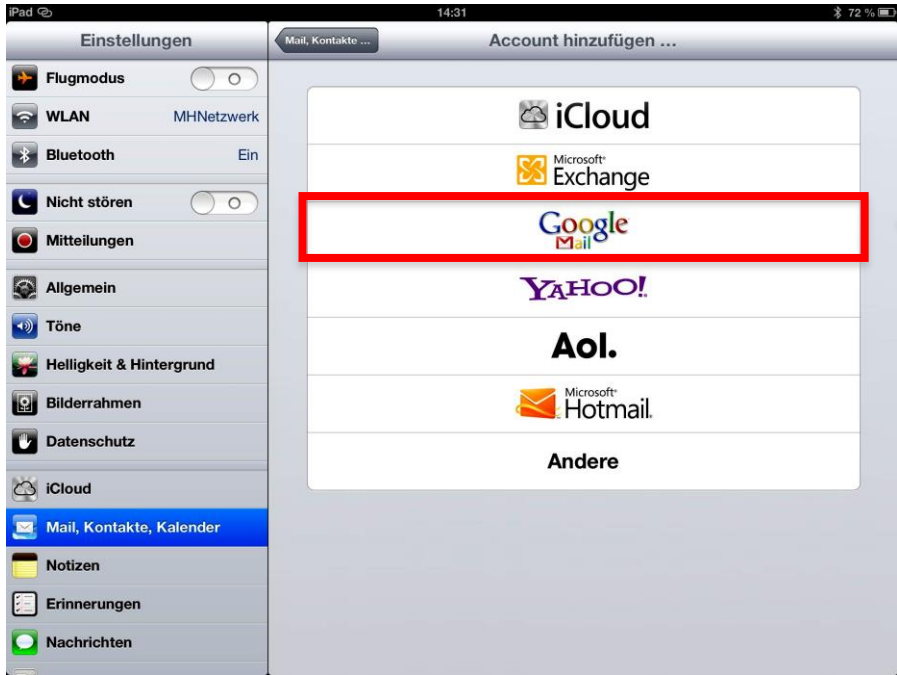 iPad 14:31 72 %
Einstellungen
Mail, Kontakte ...
Account hinzufügen ...
Flugmodus
WLAN MHNetzwerk
Bluetooth Ein
Nicht stören
Mitteilungen
Allgemein
Töne
Helligkeit & Hintergrund
Bilderrahmen
Datenschutz
iCloud
Mail, Kontakte, Kalender
Notizen
Erinnerungen
Nachrichten
iCloud
Microsoft
Exchange
Google
Mail
YAHOO!
Aol.
Microsoft
Hotmail
Andere